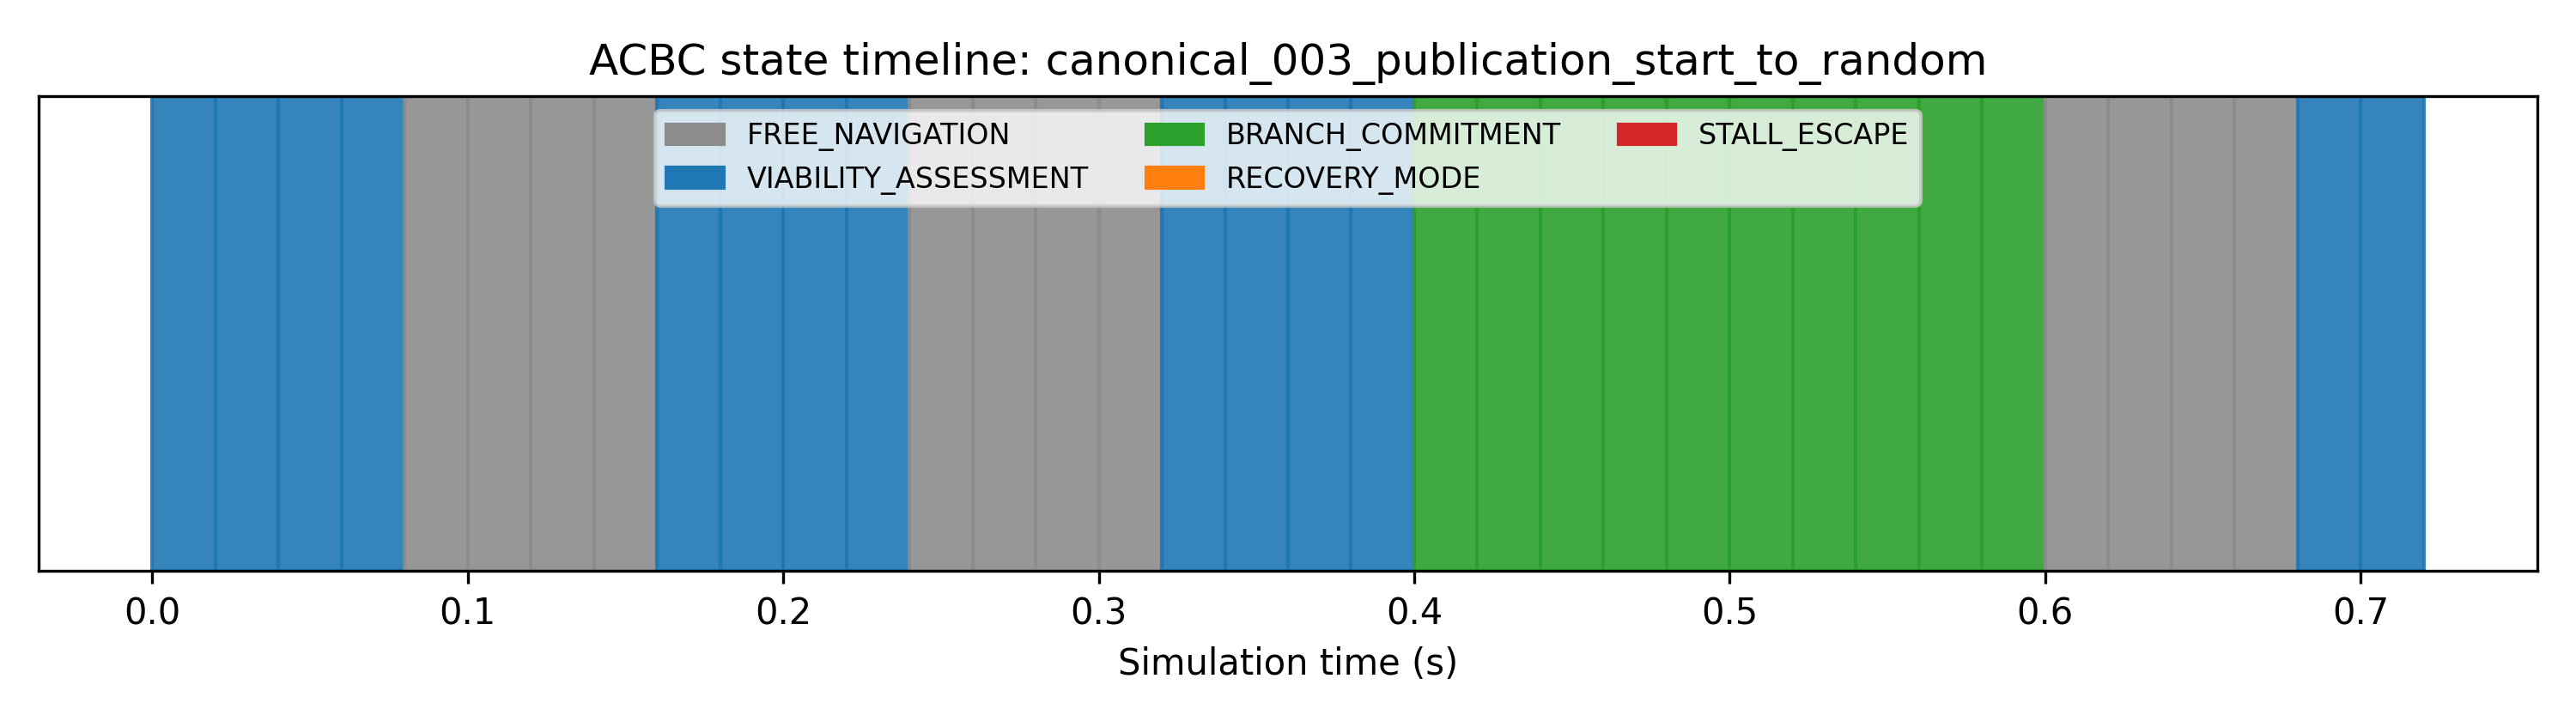 ACBC state timeline: canonical_003_publication_start_to_random
FREE_NAVIGATION
VIABILITY_ASSESSMENT
BRANCH_COMMITMENT
RECOVERY_MODE
STALL_ESCAPE
0.0 0.1 0.2 0.3 0.4 0.5 0.6 0.7
Simulation time (s)